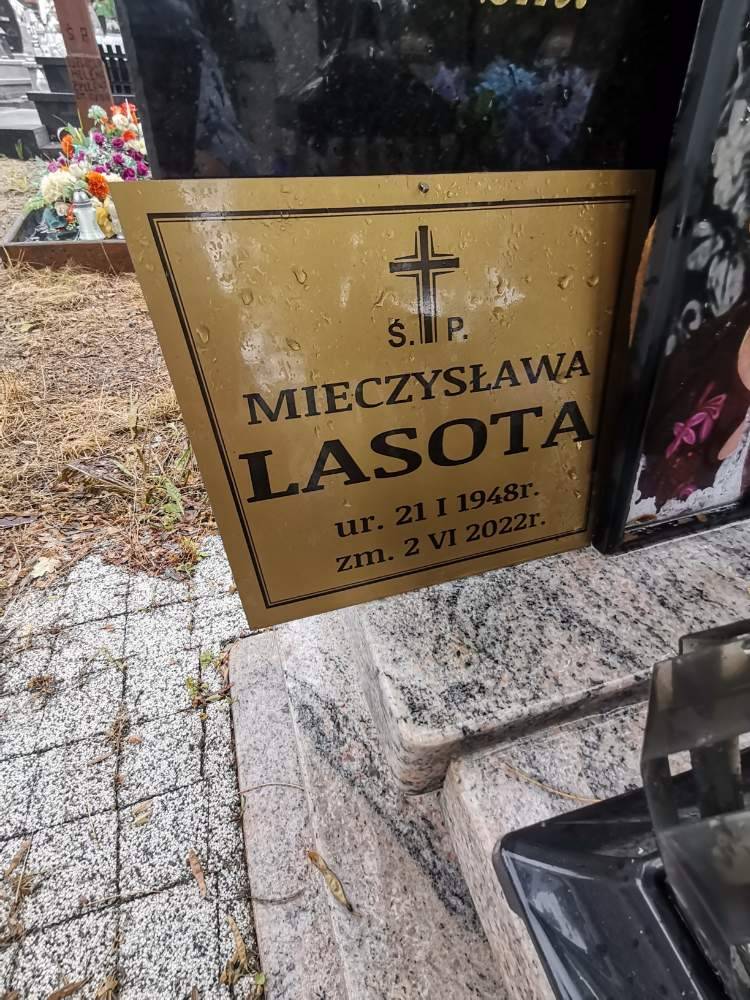 Ś. P.
MIECZYSŁAWA
LASOTA
ur. 21 I 1948r.
zm. 2 VI 2022r.
Ś P